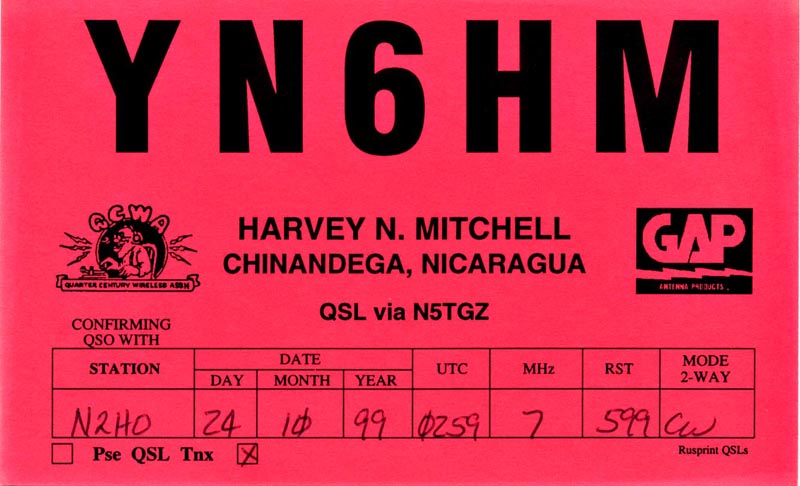 YN6HM
QCWA
QUARTER CENTURY WIRELESS ASSN
HARVEY N. MITCHELL
CHINANDEGA, NICARAGUA
QSL via N5TGZ
GAP
ANTENNA PRODUCTS
CONFIRMING
QSO WITH
STATION DATE UTC MHz RST MODE
2-WAY
DAY MONTH YEAR
N2HO 24 1Ø 99 Ø259 7 599 CW
Pse QSL Tnx X
Rusprint QSLs